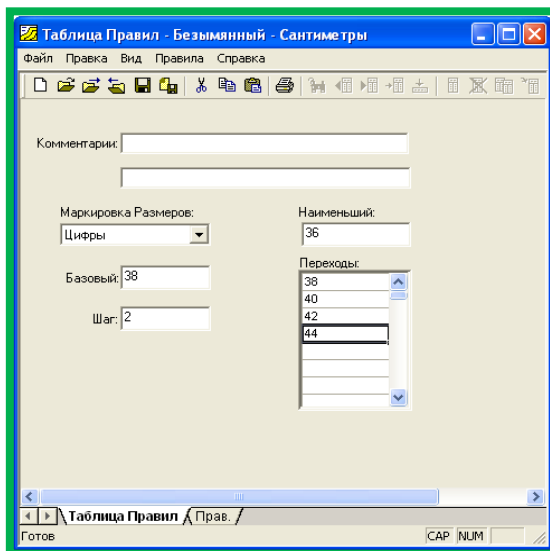 Таблица Правил - Безымянный - Сантиметры
Файл Правка Вид Правила Справка
Комментарии:
Маркировка Размеров:
Наименьший:
Цифры
36
Переходы:
Базовый: 38
38
40
Шаг: 2
42
44
Таблица Правил Прав.
Готов
CAP NUM